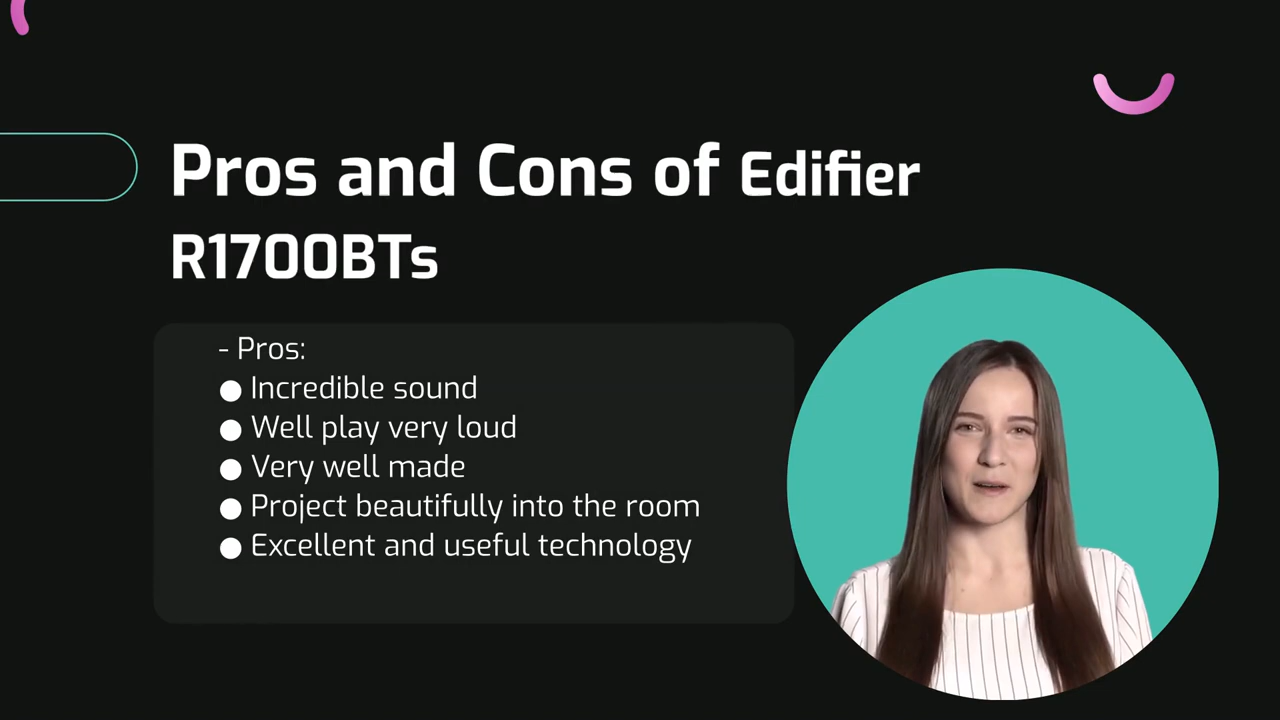 Pros and Cons of Edifier
R1700BTs
- Pros:
● Incredible sound
● Well play very loud
● Very well made
● Project beautifully into the room
● Excellent and useful technology